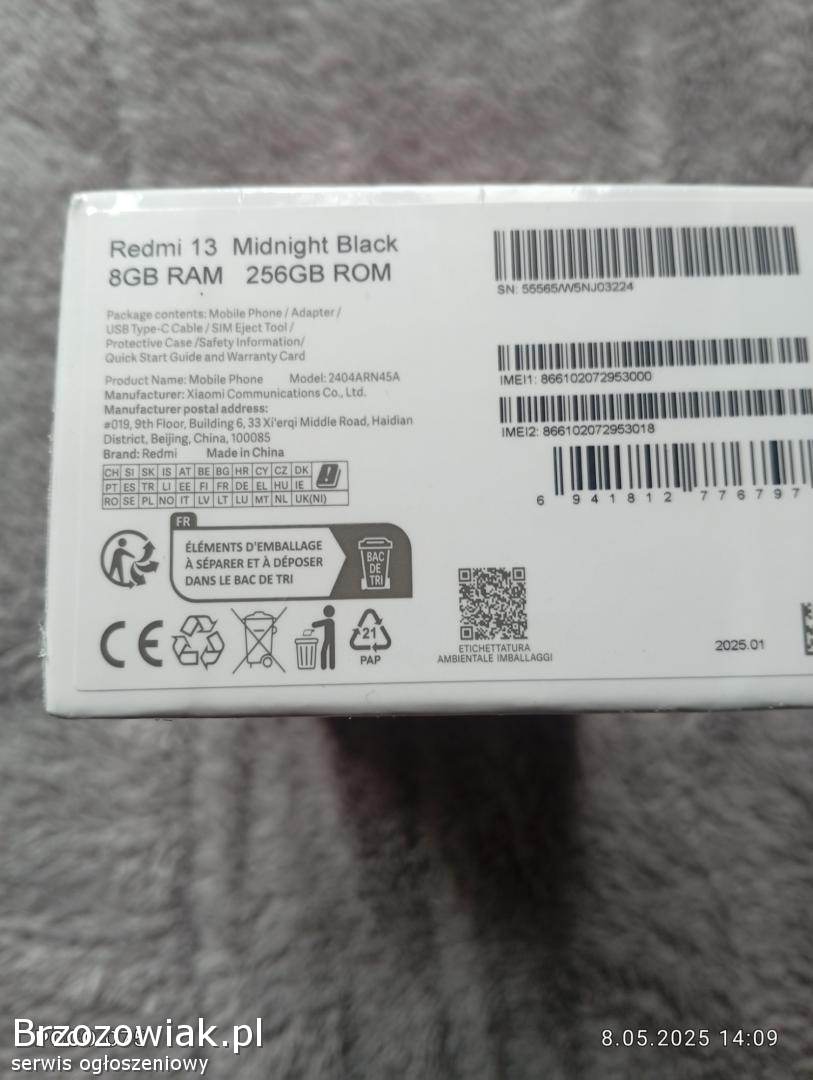 Redmi 13 Midnight Black
8GB RAM 256GB ROM
Package contents: Mobile Phone / Adapter /
USB Type-C Cable / SIM Eject Tool /
Protective Case /Safety Information/
Quick Start Guide and Warranty Card
Product Name: Mobile Phone Model: 2404ARN45A
Manufacturer: Xiaomi Communications Co., Ltd.
Manufacturer postal address:
#019, 9th Floor, Building 6, 33 Xi'erqi Middle Road, Haidian
District, Beijing, China, 100085
Brand: Redmi Made in China
CH SI SK IS AT BE BG HR CY CZ DK
PT ES TR LI EE FI FR DE EL HU IE
RO SE PL NO IT LV LT LU MT NL UK(NI)
FR
ÉLÉMENTS D'EMBALLAGE
À SÉPARER ET À DÉPOSER
DANS LE BAC DE TRI
BAC
DE
TRI
CE
21
PAP
SN: 55565/W5NJ03224
IMEI1: 866102072953000
IMEI2: 866102072953018
6 941812 776797
ETICHETTATURA
AMBIENTALE IMBALLAGGI
2025.01
Brzozowiak.pl
serwis ogłoszeniowy
8.05.2025 14:09